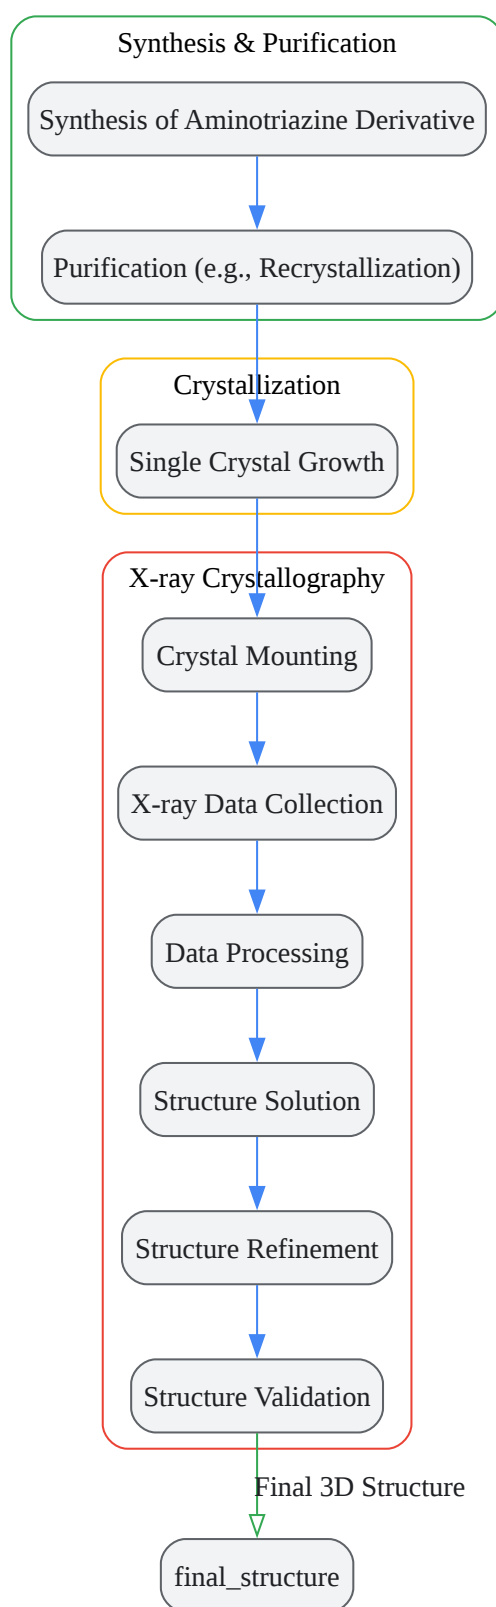 Synthesis & Purification
Synthesis of Aminotriazine Derivative
Purification (e.g., Recrystallization)
Crystallization
Single Crystal Growth
X-ray Crystallography
Crystal Mounting
X-ray Data Collection
Data Processing
Structure Solution
Structure Refinement
Structure Validation
Final 3D Structure
final_structure